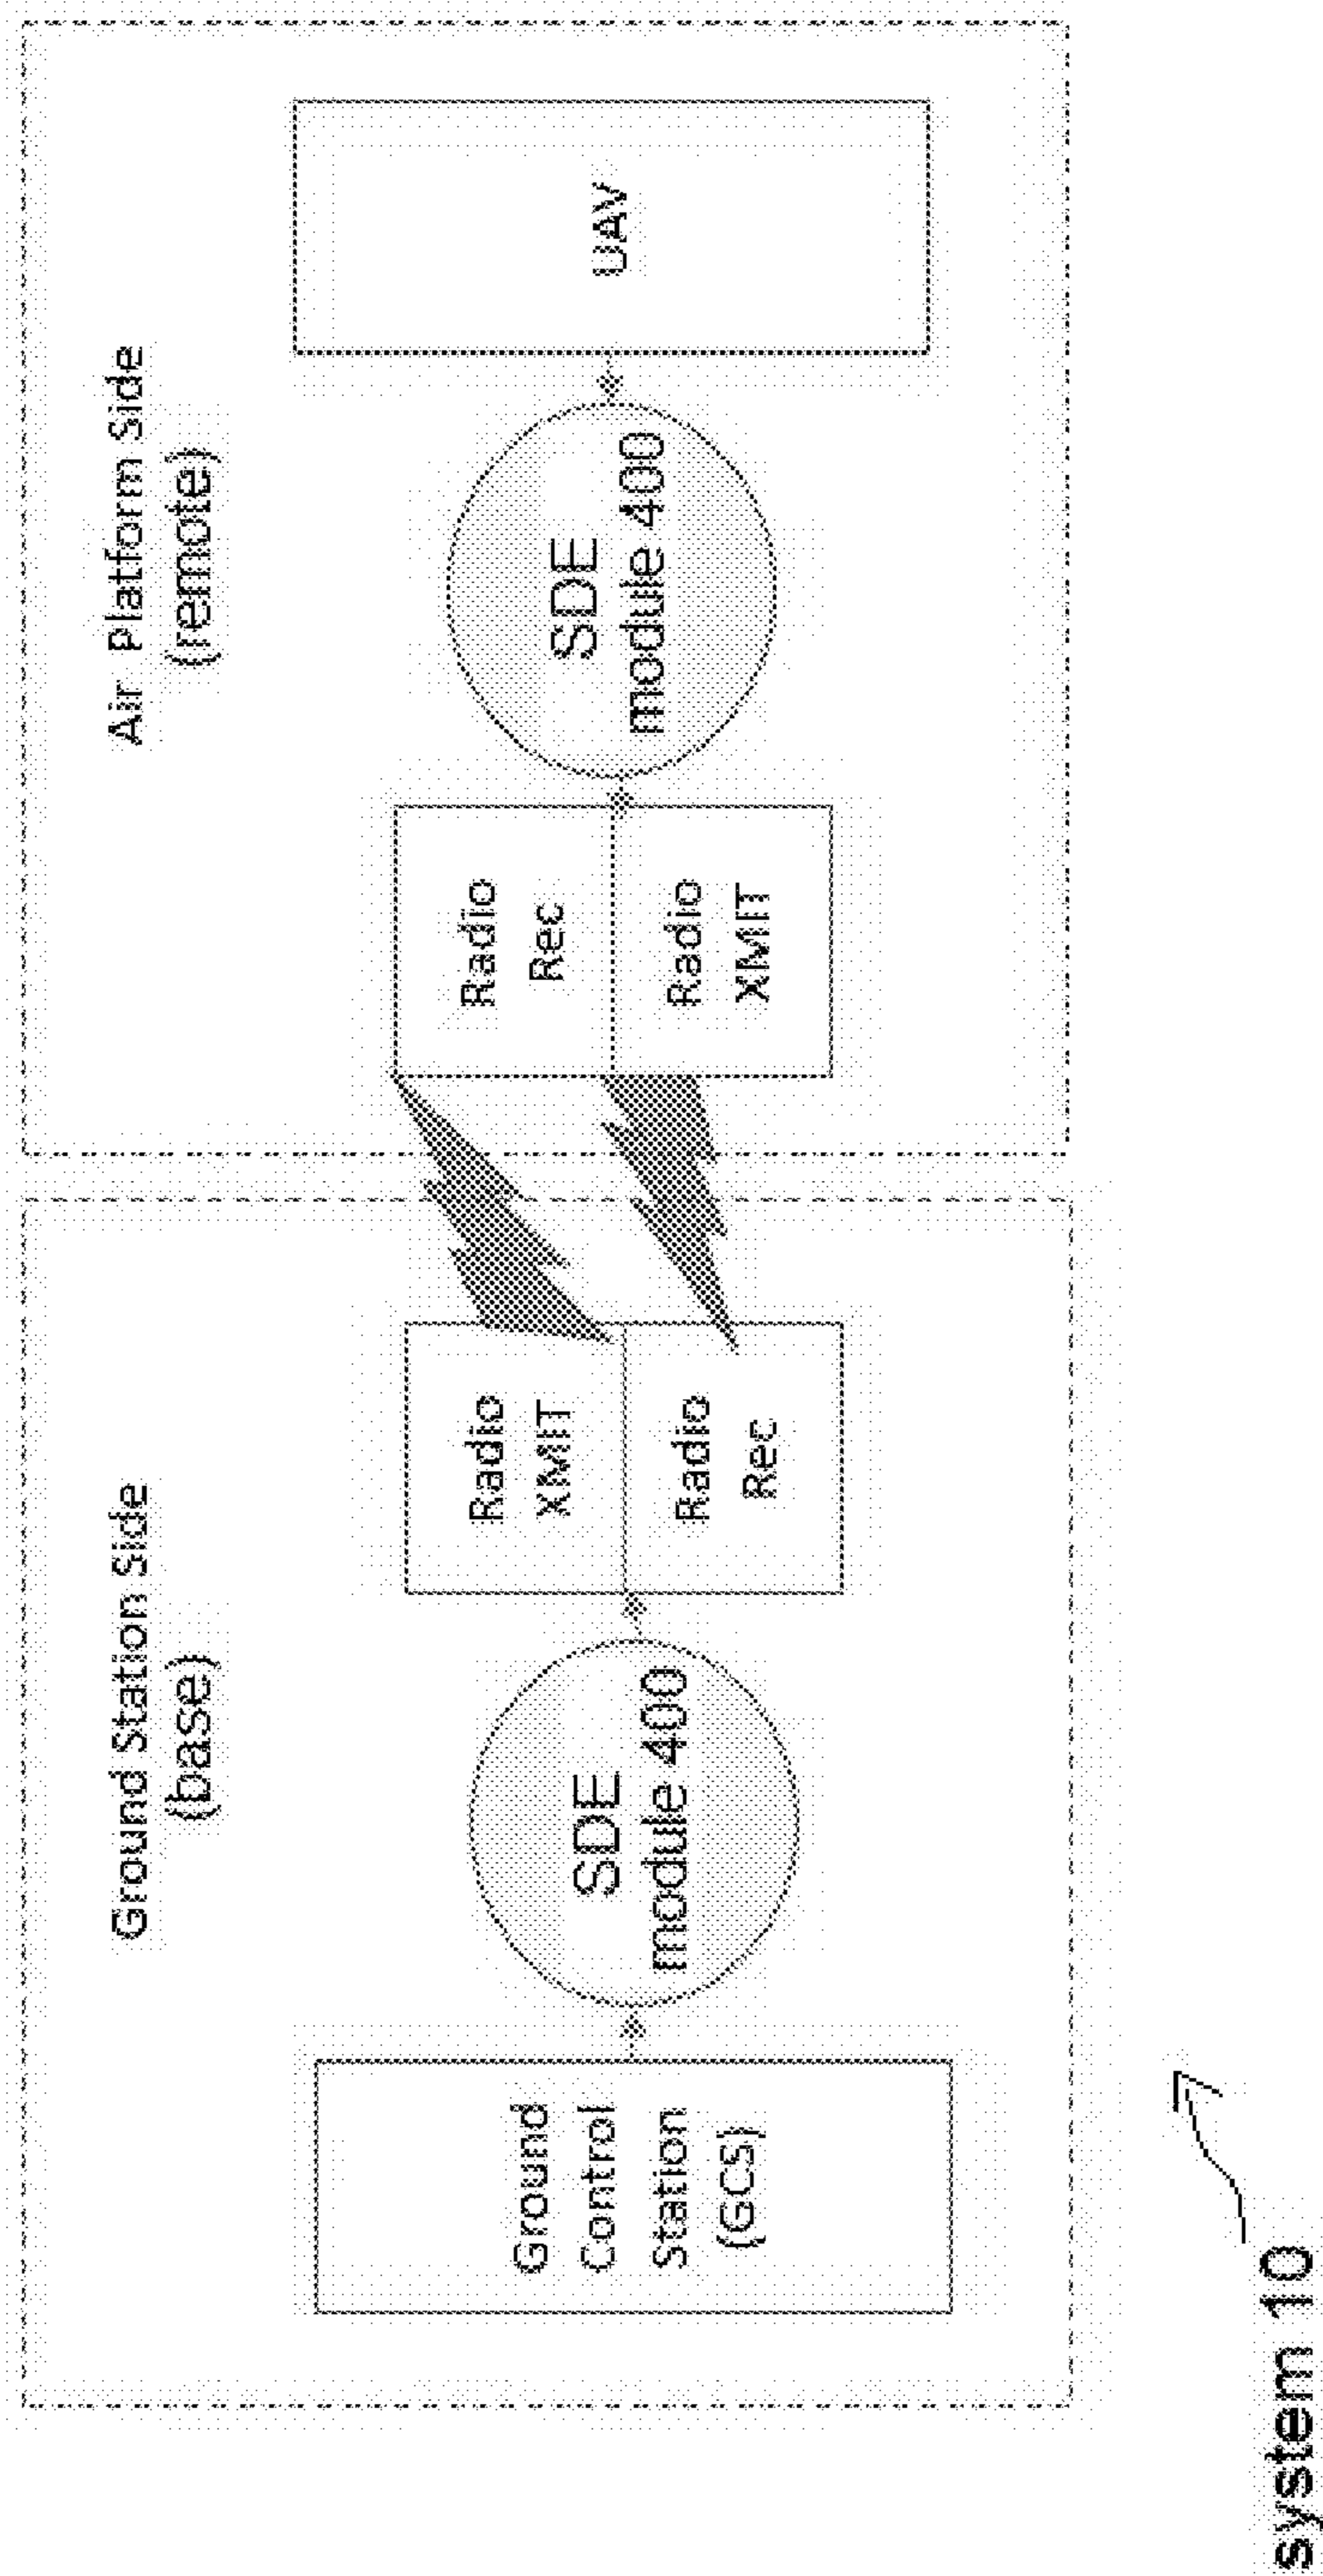 Ground Station Side
(base)
Ground
Control
Station
(GCS)
SDE
module 400
Radio
XMIT
Radio
Rec
Air Platform Side
(remote)
Radio
Rec
Radio
XMIT
SDE
module 400
UAV
system 10